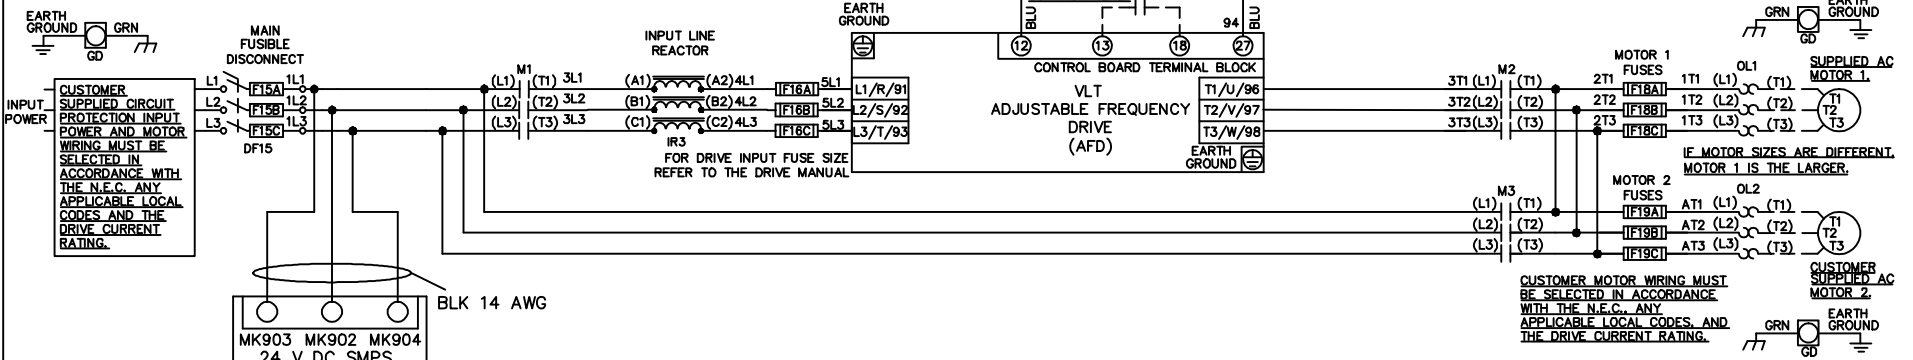 EARTH
GROUND
GRN
GD
MAIN
FUSIBLE
DISCONNECT
INPUT
POWER
CUSTOMER
SUPPLIED CIRCUIT
PROTECTION INPUT
POWER AND MOTOR
WIRING MUST BE
SELECTED IN
ACCORDANCE WITH
THE N.E.C. ANY
APPLICABLE LOCAL
CODES AND THE
DRIVE CURRENT
RATING.
L1 F15A 1L1
L2 F15B 1L2
L3 F15C 1L3
DF15
MK903 MK902 MK904
24 V DC SMPS
BLK 14 AWG
M1
(L1) (T1) 3L1
(L2) (T2) 3L2
(L3) (T3) 3L3
INPUT LINE
REACTOR
(A1) (A2) 4L1
(B1) (B2) 4L2
(C1) (C2) 4L3
IR3
F16A 5L1
F16B 5L2
F16C 5L3
FOR DRIVE INPUT FUSE SIZE
REFER TO THE DRIVE MANUAL
EARTH
GROUND
BLU
94 BLU
12 13 18 27
CONTROL BOARD TERMINAL BLOCK
L1/R/91
L2/S/92
L3/T/93
VLT
ADJUSTABLE FREQUENCY
DRIVE
(AFD)
T1/U/96
T2/V/97
T3/W/98
EARTH
GROUND
M2
3T1 (L1) (T1)
3T2 (L2) (T2)
3T3 (L3) (T3)
MOTOR 1
FUSES
2T1 F18A 1T1 (L1)
2T2 F18B 1T2 (L2)
2T3 F18C 1T3 (L3)
OL1
(T1)
(T2)
(T3)
GRN
EARTH
GROUND
GD
SUPPLIED AC
MOTOR 1.
T1
T2
T3
IF MOTOR SIZES ARE DIFFERENT,
MOTOR 1 IS THE LARGER.
M3
(L1) (T1)
(L2) (T2)
(L3) (T3)
MOTOR 2
FUSES
F19A AT1 (L1)
F19B AT2 (L2)
F19C AT3 (L3)
OL2
(T1)
(T2)
(T3)
T1
T2
T3
CUSTOMER
SUPPLIED AC
MOTOR 2.
CUSTOMER MOTOR WIRING MUST
BE SELECTED IN ACCORDANCE
WITH THE N.E.C., ANY
APPLICABLE LOCAL CODES, AND
THE DRIVE CURRENT RATING.
GRN
EARTH
GROUND
GD